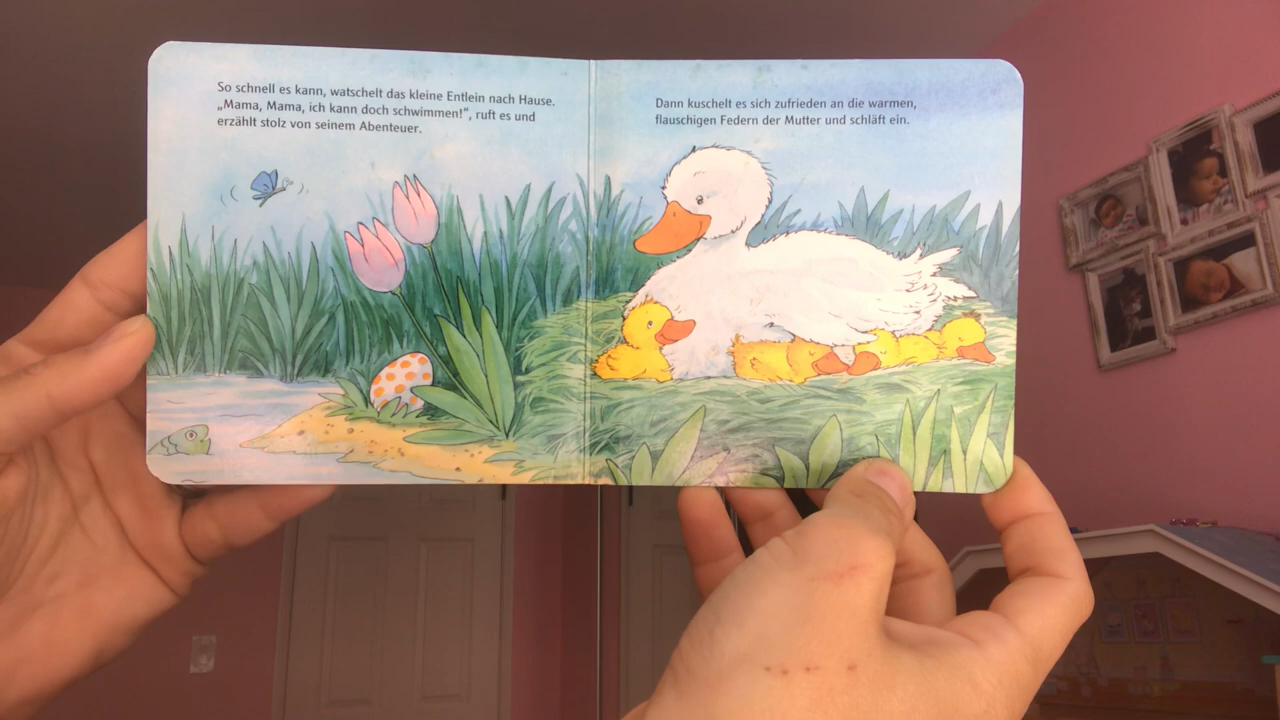 So schnell es kann, watschelt das kleine Entlein nach Hause.
„Mama, Mama, ich kann doch schwimmen!“, ruft es und
erzählt stolz von seinem Abenteuer.
Dann kuschelt es sich zufrieden an die warmen,
flauschigen Federn der Mutter und schläft ein.